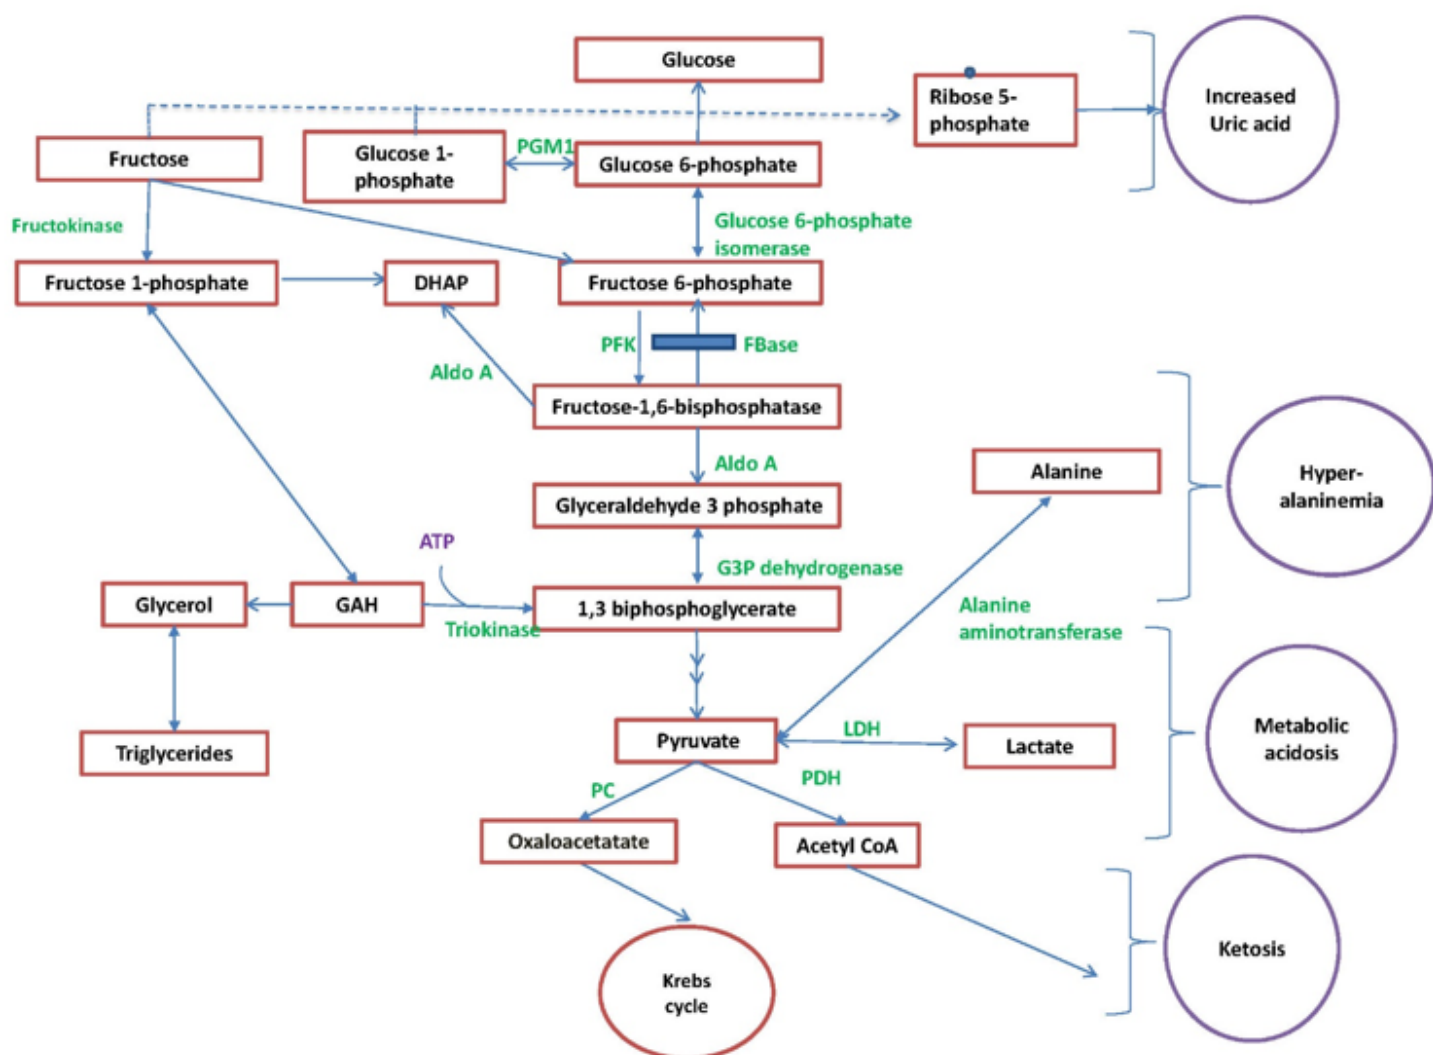 Glucose
Ribose 5-
phosphate
Increased
Uric acid
Fructose
Glucose 1-
phosphate
PGM1
Glucose 6-phosphate
Fructokinase
Glucose 6-phosphate
isomerase
Fructose 1-phosphate
DHAP
Fructose 6-phosphate
PFK
FBase
Aldo A
Fructose-1,6-bisphosphatase
Aldo A
Alanine
Hyper-
alaninemia
Glyceraldehyde 3 phosphate
ATP
G3P dehydrogenase
Glycerol
GAH
1,3 biphosphoglycerate
Triokinase
Alanine
aminotransferase
Pyruvate
LDH
Lactate
Metabolic
acidosis
Triglycerides
PC
PDH
Oxaloacetatate
Acetyl CoA
Ketosis
Krebs
cycle